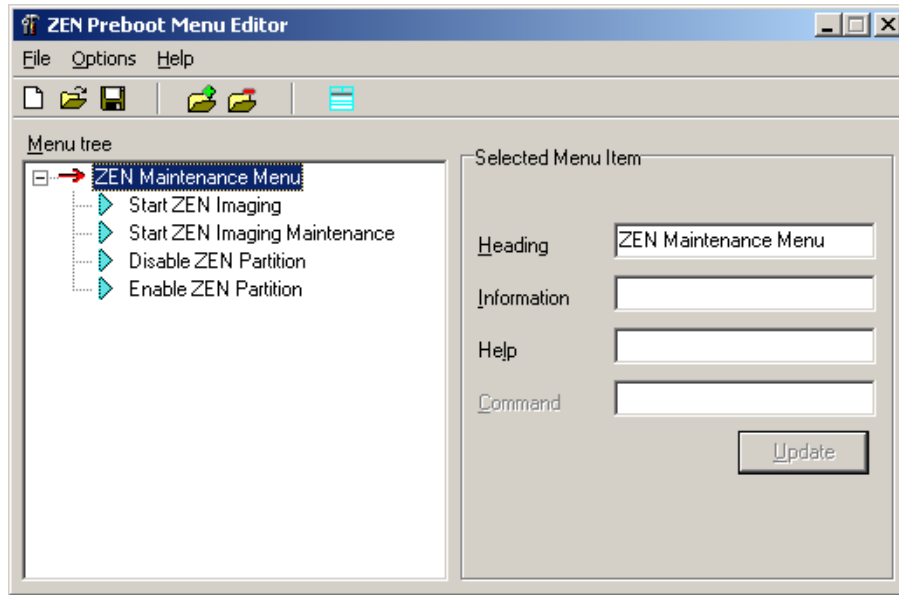 ZEN Preboot Menu Editor
File Options Help
Menu tree
ZEN Maintenance Menu
Start ZEN Imaging
Start ZEN Imaging Maintenance
Disable ZEN Partition
Enable ZEN Partition
Selected Menu Item
Heading ZEN Maintenance Menu
Information
Help
Command
Update